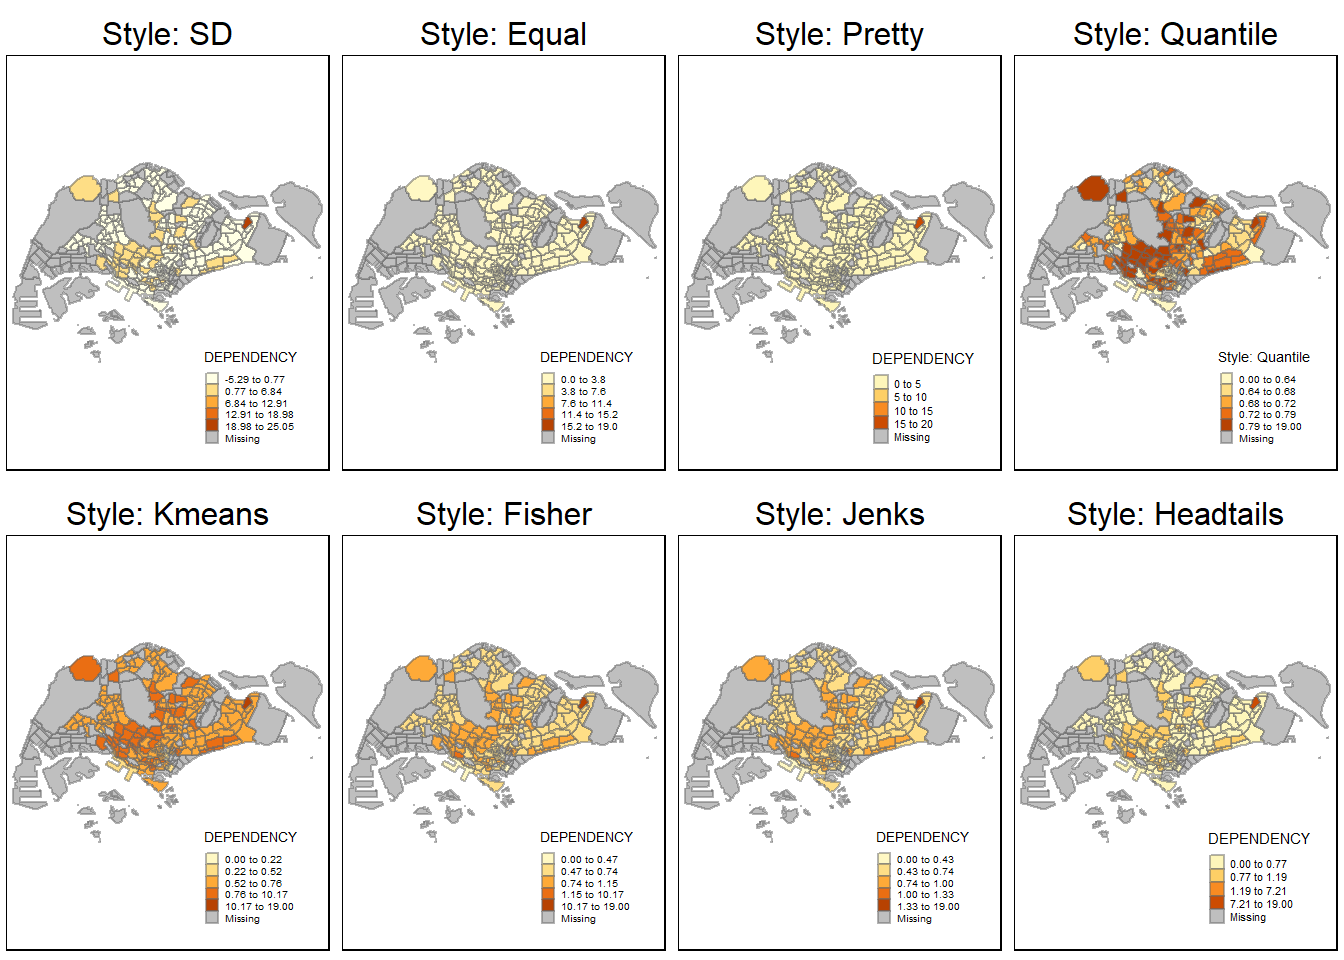 Style: SD
DEPENDENCY
-5.29 to 0.77
0.77 to 6.84
6.84 to 12.91
12.91 to 18.98
18.98 to 25.05
Missing
Style: Equal
DEPENDENCY
0.0 to 3.8
3.8 to 7.6
7.6 to 11.4
11.4 to 15.2
15.2 to 19.0
Missing
Style: Pretty
DEPENDENCY
0 to 5
5 to 10
10 to 15
15 to 20
Missing
Style: Quantile
Style: Quantile
0.00 to 0.64
0.64 to 0.68
0.68 to 0.72
0.72 to 0.79
0.79 to 19.00
Missing
Style: Kmeans
DEPENDENCY
0.00 to 0.22
0.22 to 0.52
0.52 to 0.76
0.76 to 10.17
10.17 to 19.00
Missing
Style: Fisher
DEPENDENCY
0.00 to 0.47
0.47 to 0.74
0.74 to 1.15
1.15 to 10.17
10.17 to 19.00
Missing
Style: Jenks
DEPENDENCY
0.00 to 0.43
0.43 to 0.74
0.74 to 1.00
1.00 to 1.33
1.33 to 19.00
Missing
Style: Headtails
DEPENDENCY
0.00 to 0.77
0.77 to 1.19
1.19 to 7.21
7.21 to 19.00
Missing